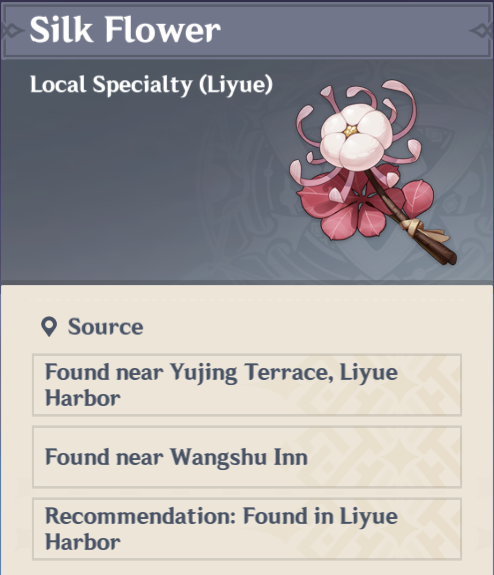 Silk Flower
Local Specialty (Liyue)
Source
Found near Yujing Terrace, Liyue
Harbor
Found near Wangshu Inn
Recommendation: Found in Liyue
Harbor